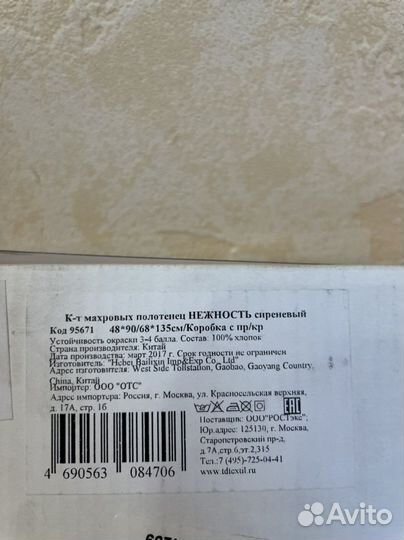 К-т махровых полотенец НЕЖНОСТЬ сиреневый
Код 95671 48*90/68*135см/Коробка с пр/кр
Устойчивость окраски 3-4 балла. Состав: 100% хлопок
Страна производителя: Китай
Дата производства: март 2017 г. Срок годности не ограничен
Изготовитель: "Hebei Bailixin Imp&Exp Co., Ltd"
Адрес изготовителя: West Side Tollstation, Gaobao, Gaoyang Country,
China, Китай
Импортер: ООО "ОТС"
Адрес импортера: Россия, г. Москва, ул. Красносельская верхняя,
д. 17А, стр. 1б
EAC
Поставщик: ООО"РОСТэкс",
Юр.адрес: 125130, г. Москва,
Старопетровский пр-д,
д.7А,стр.6,эт.2,315
Тел.:7 (495)-725-04-41
www.tdtextil.ru
4 690563 084706
Avito